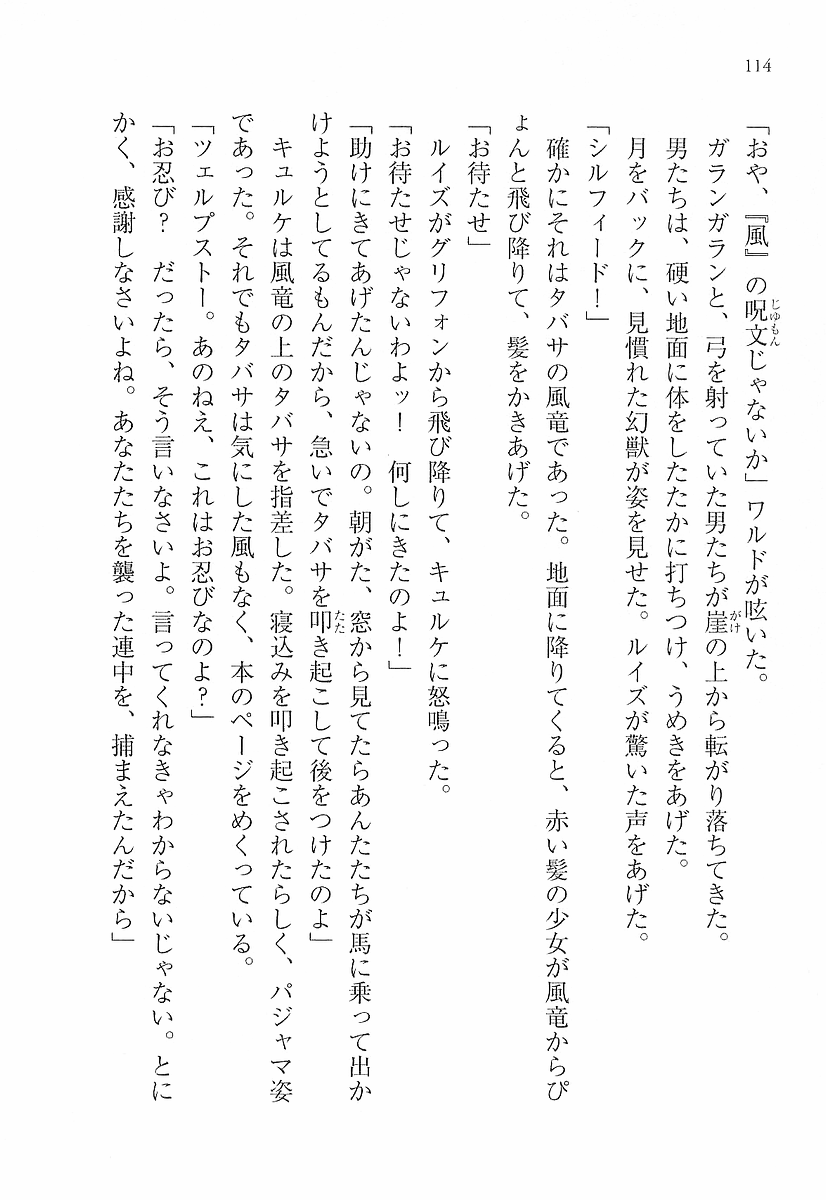 114
「おや、『風』の呪文じゃないか」ワルドが呟いた。
ガランガランと、弓を射っていた男たちが崖の上から転がり落ちてきた。
男たちは、硬い地面に体をしたたかに打ちつけ、うめきをあげた。
月をバックに、見慣れた幻獣が姿を見せた。ルイズが驚いた声をあげた。
「シルフィード！」
確かにそれはタバサの風竜であった。地面に降りてくると、赤い髪の少女が風竜からぴ
ょんと飛び降りて、髪をかきあげた。
「お待たせ」
ルイズがグリフォンから飛び降りて、キュルケに怒鳴った。
「お待たせじゃないわよッ！　何しにきたのよ！」
「助けにきてあげたんじゃないの。朝がた、窓から見てたらあんたたちが馬に乗って出か
けようとしてるもんだから、急いでタバサを叩き起こして後をつけたのよ」
キュルケは風竜の上のタバサを指差した。寝込みを叩き起こされたらしく、パジャマ姿
であった。それでもタバサは気にした風もなく、本のページをめくっている。
「ツェルプストー。あのねえ、これはお忍びなのよ？」
「お忍び？　だったら、そう言いなさいよ。言ってくれなきゃわからないじゃない。とに
かく、感謝しなさいよね。あなたたちを襲った連中を、捕まえたんだから」
じゅもん
がけ
たた